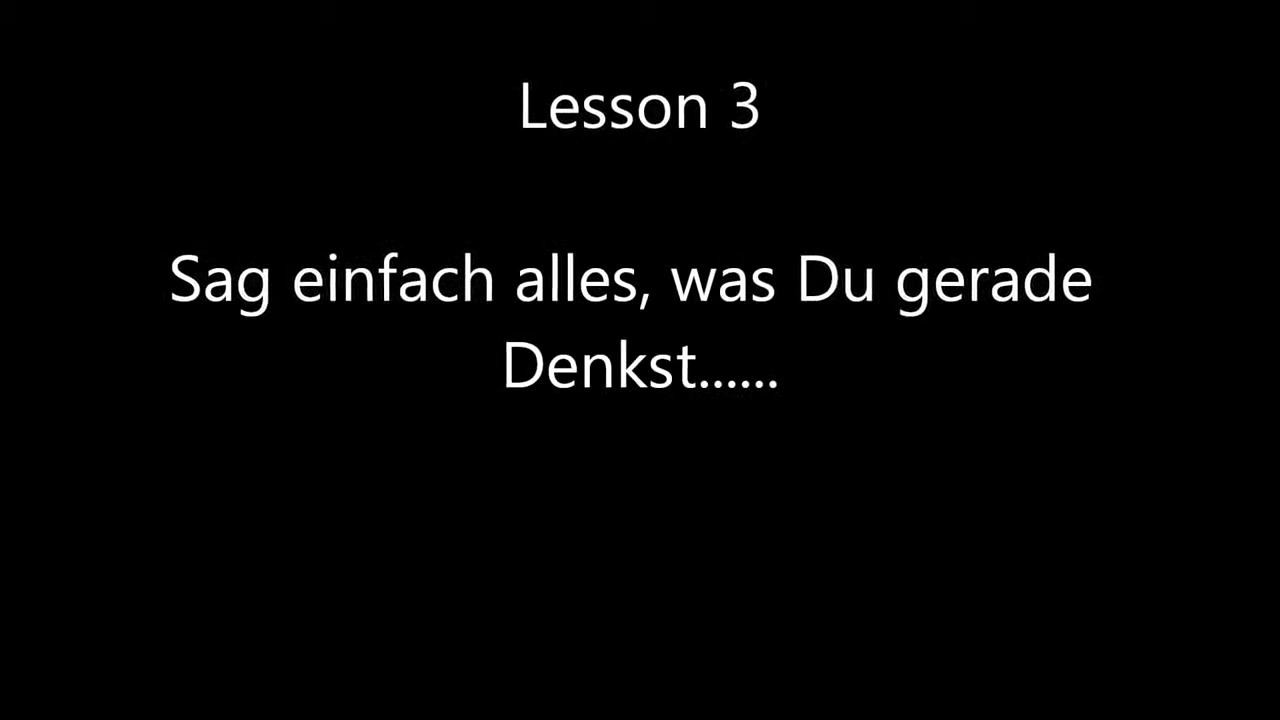 Lesson 3
Sag einfach alles, was Du gerade
Denkst......